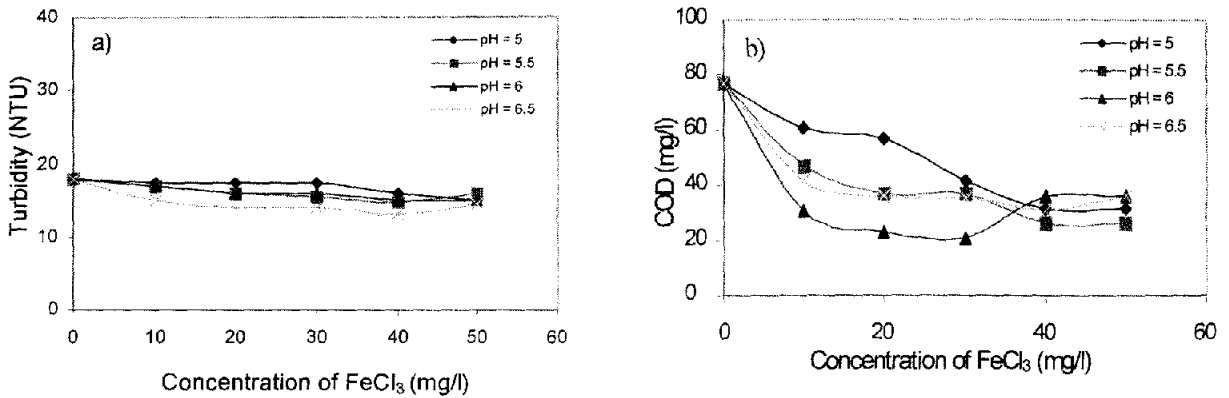 a)
40
30
20
10
0
Turbidity (NTU)
pH = 5
pH = 5.5
pH = 6
pH = 6.5
0 10 20 30 40 50 60
Concentration of FeCl₃ (mg/l)
b)
100
80
60
40
20
0
COD (mg/l)
pH = 5
pH = 5.5
pH = 6
pH = 6.5
0 20 40 60
Concentration of FeCl₃ (mg/l)